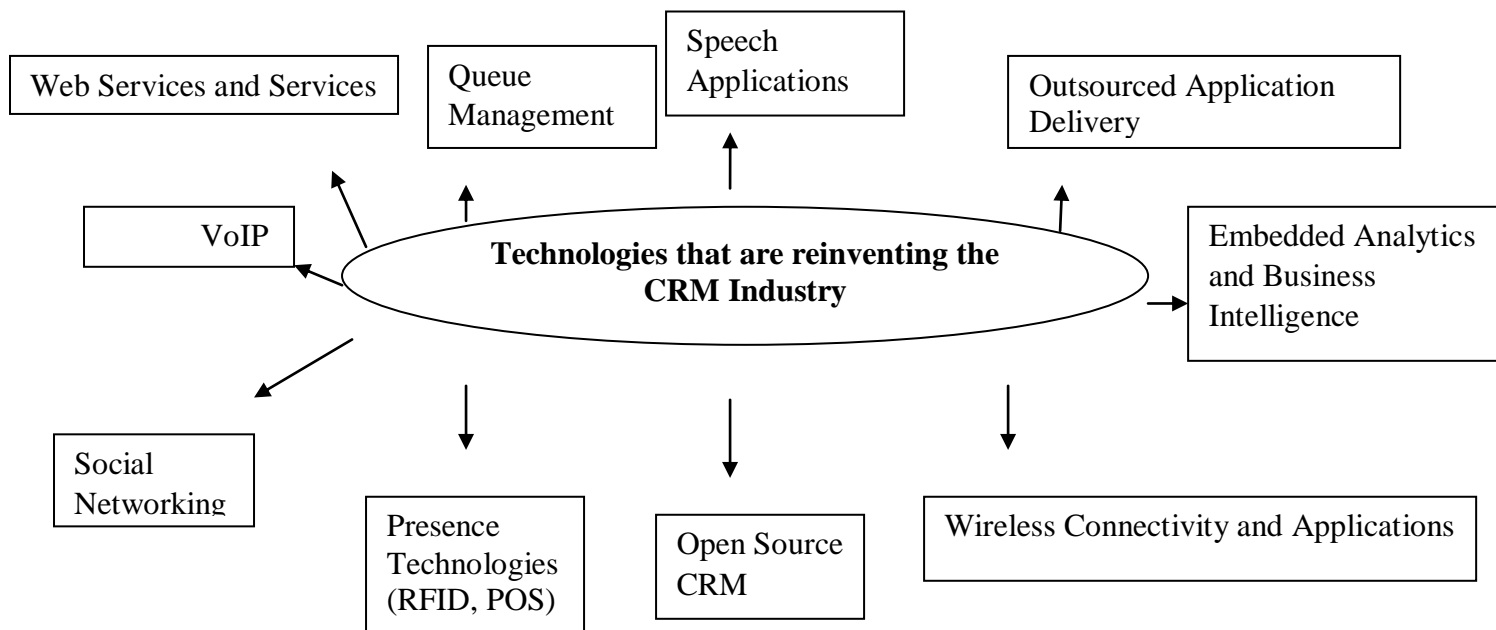 Speech
Applications
Web Services and Services
Queue
Management
Outsourced Application
Delivery
VoIP
Technologies that are reinventing the
CRM Industry
Embedded Analytics
and Business
Intelligence
Social
Networking
Presence
Technologies
(RFID, POS)
Open Source
CRM
Wireless Connectivity and Applications